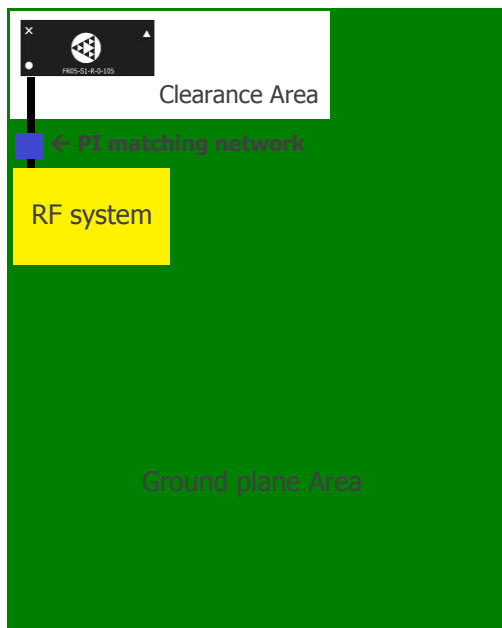 FR05-S1-R-0-105
Clearance Area
← PI matching network
RF system
Ground plane Area